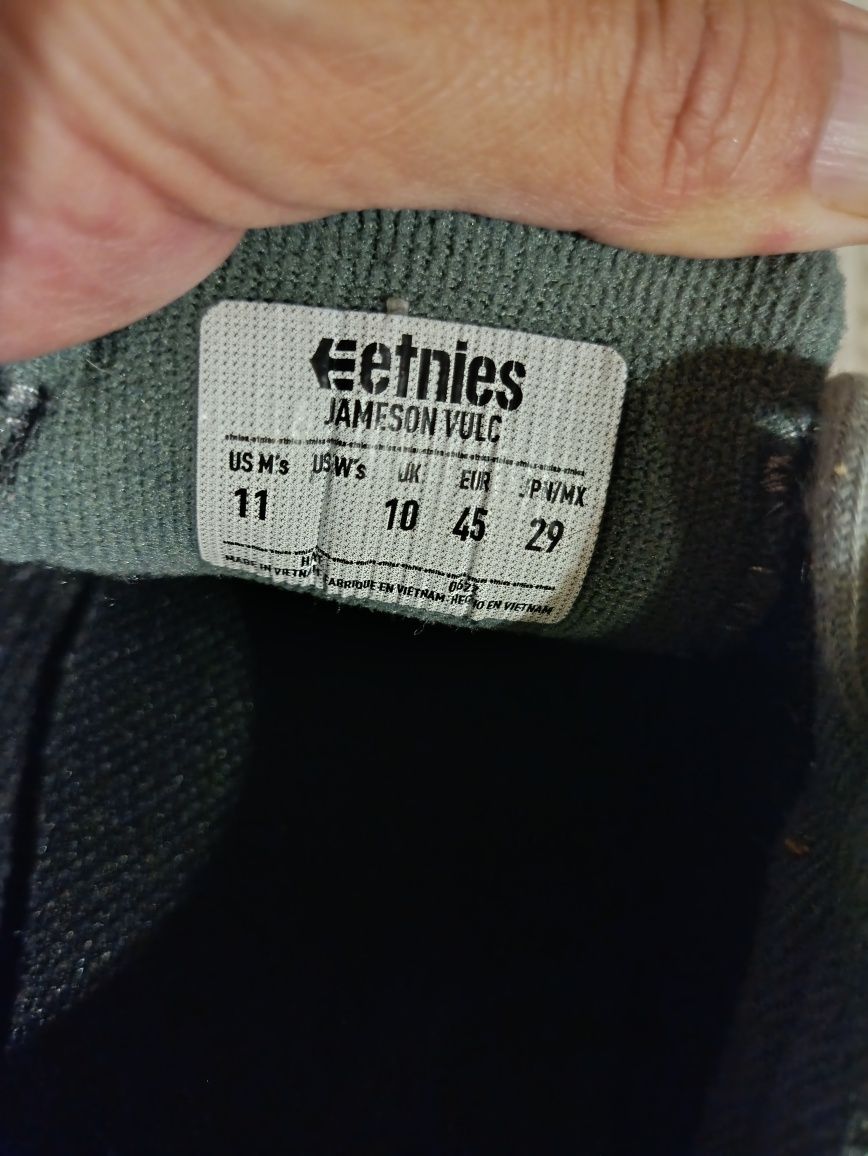 etnies
JAMESON VULC
US M's US W's UK EUR JPN/MX
11 10 45 29
MADE IN VIETNAM FABRIQUE EN VIETNAM HECHO EN VIETNAM